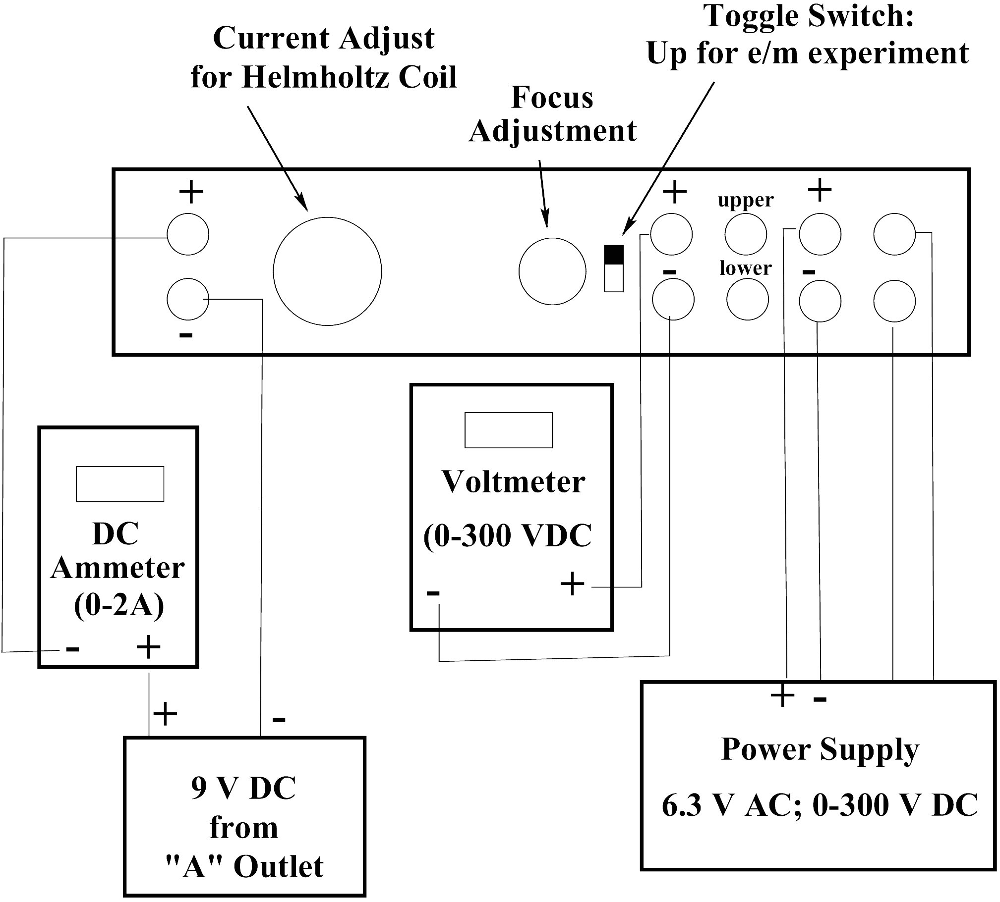 Toggle Switch:
Up for e/m experiment
Current Adjust
for Helmholtz Coil
Focus
Adjustment
+
+
upper
+
-
lower
-
-
Voltmeter
(0-300 VDC
-
+
DC
Ammeter
(0-2A)
-
+
+
-
+ -
Power Supply
6.3 V AC; 0-300 V DC
9 V DC
from
"A" Outlet